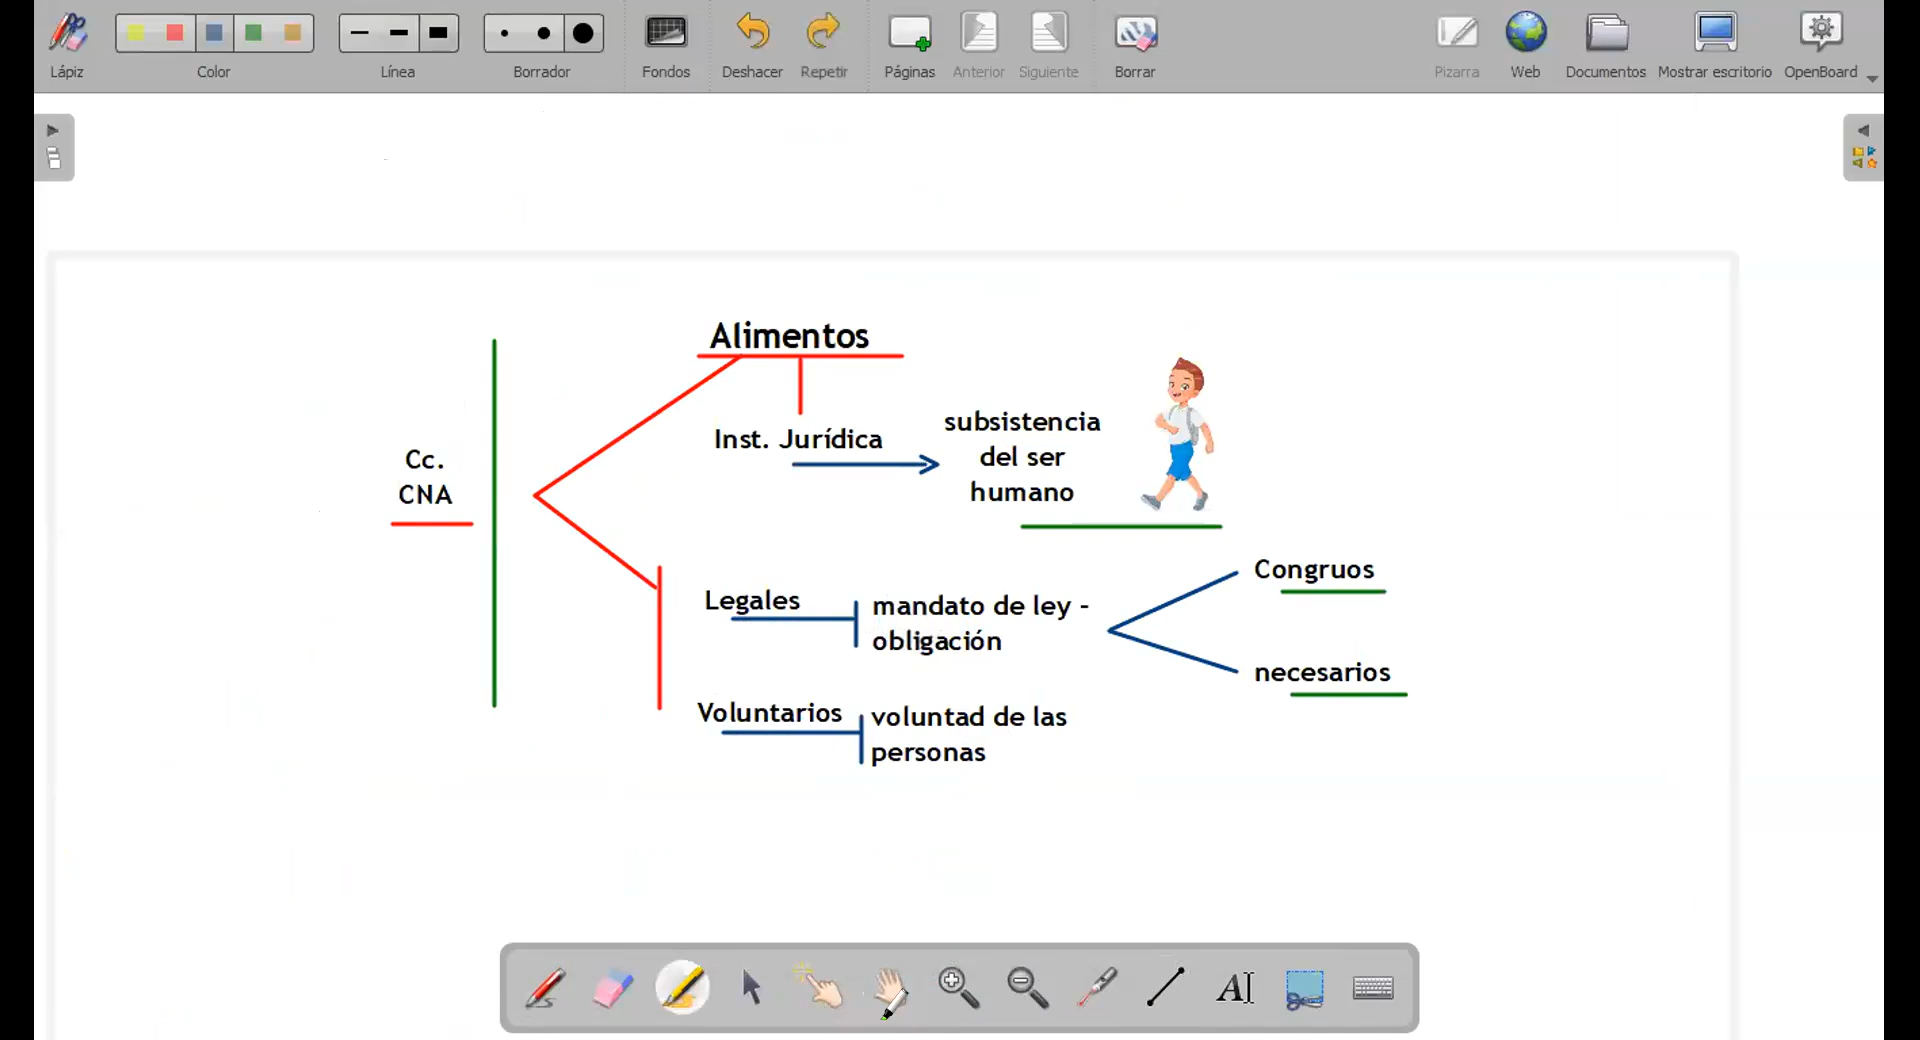 Lápiz
Color
Línea
Borrador
Fondos
Deshacer
Repetir
Páginas
Anterior
Siguiente
Borrar
Pizarra
Web
Documentos
Mostrar escritorio
OpenBoard
Alimentos
Cc.
CNA
Inst. Jurídica
subsistencia
del ser
humano
Legales
mandato de ley -
obligación
Congruos
necesarios
Voluntarios
voluntad de las
personas